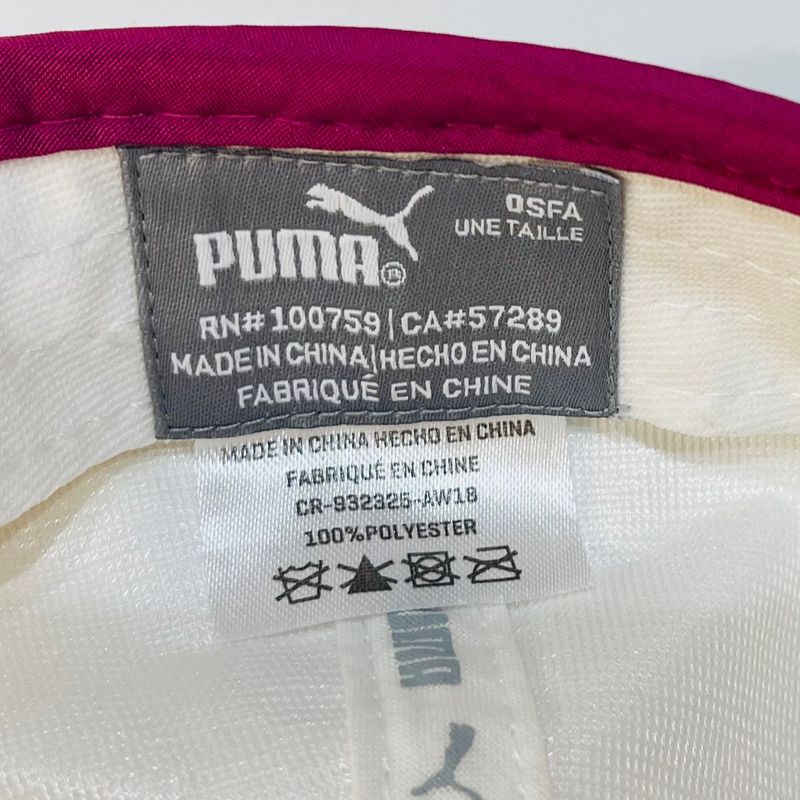 PUMA®
OSFA
UNE TAILLE
RN# 100759 | CA#57289
MADE IN CHINA | HECHO EN CHINA
FABRIQUÉ EN CHINE
MADE IN CHINA HECHO EN CHINA
FABRIQUÉ EN CHINE
CR-932325-AW18
100%POLYESTER
PUMA